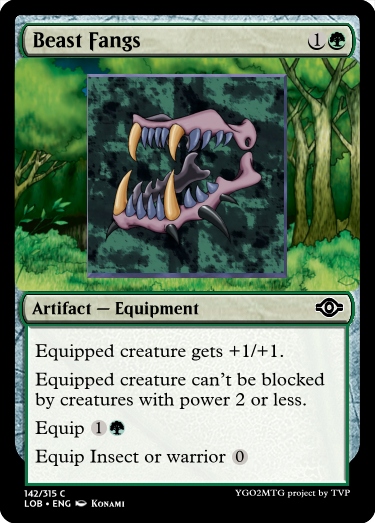 Beast Fangs 1
Artifact — Equipment
Equipped creature gets +1/+1.
Equipped creature can't be blocked
by creatures with power 2 or less.
Equip 1
Equip Insect or warrior 0
142/315 C
LOB • ENG Konami YGO2MTG project by TVP